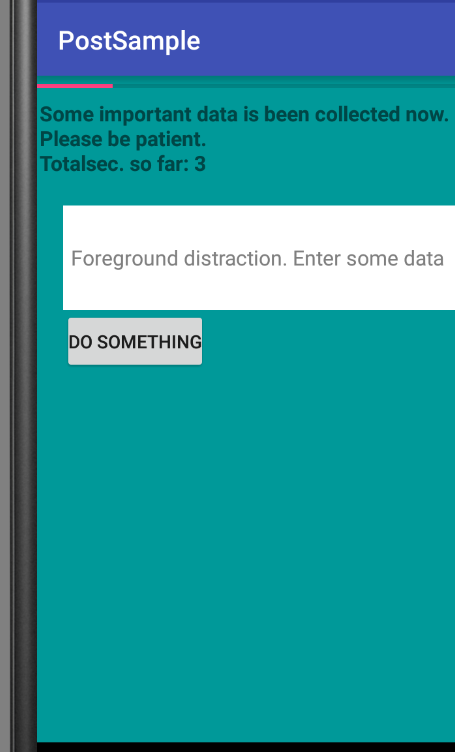 PostSample
Some important data is been collected now.
Please be patient.
Totalsec. so far: 3
Foreground distraction. Enter some data
DO SOMETHING